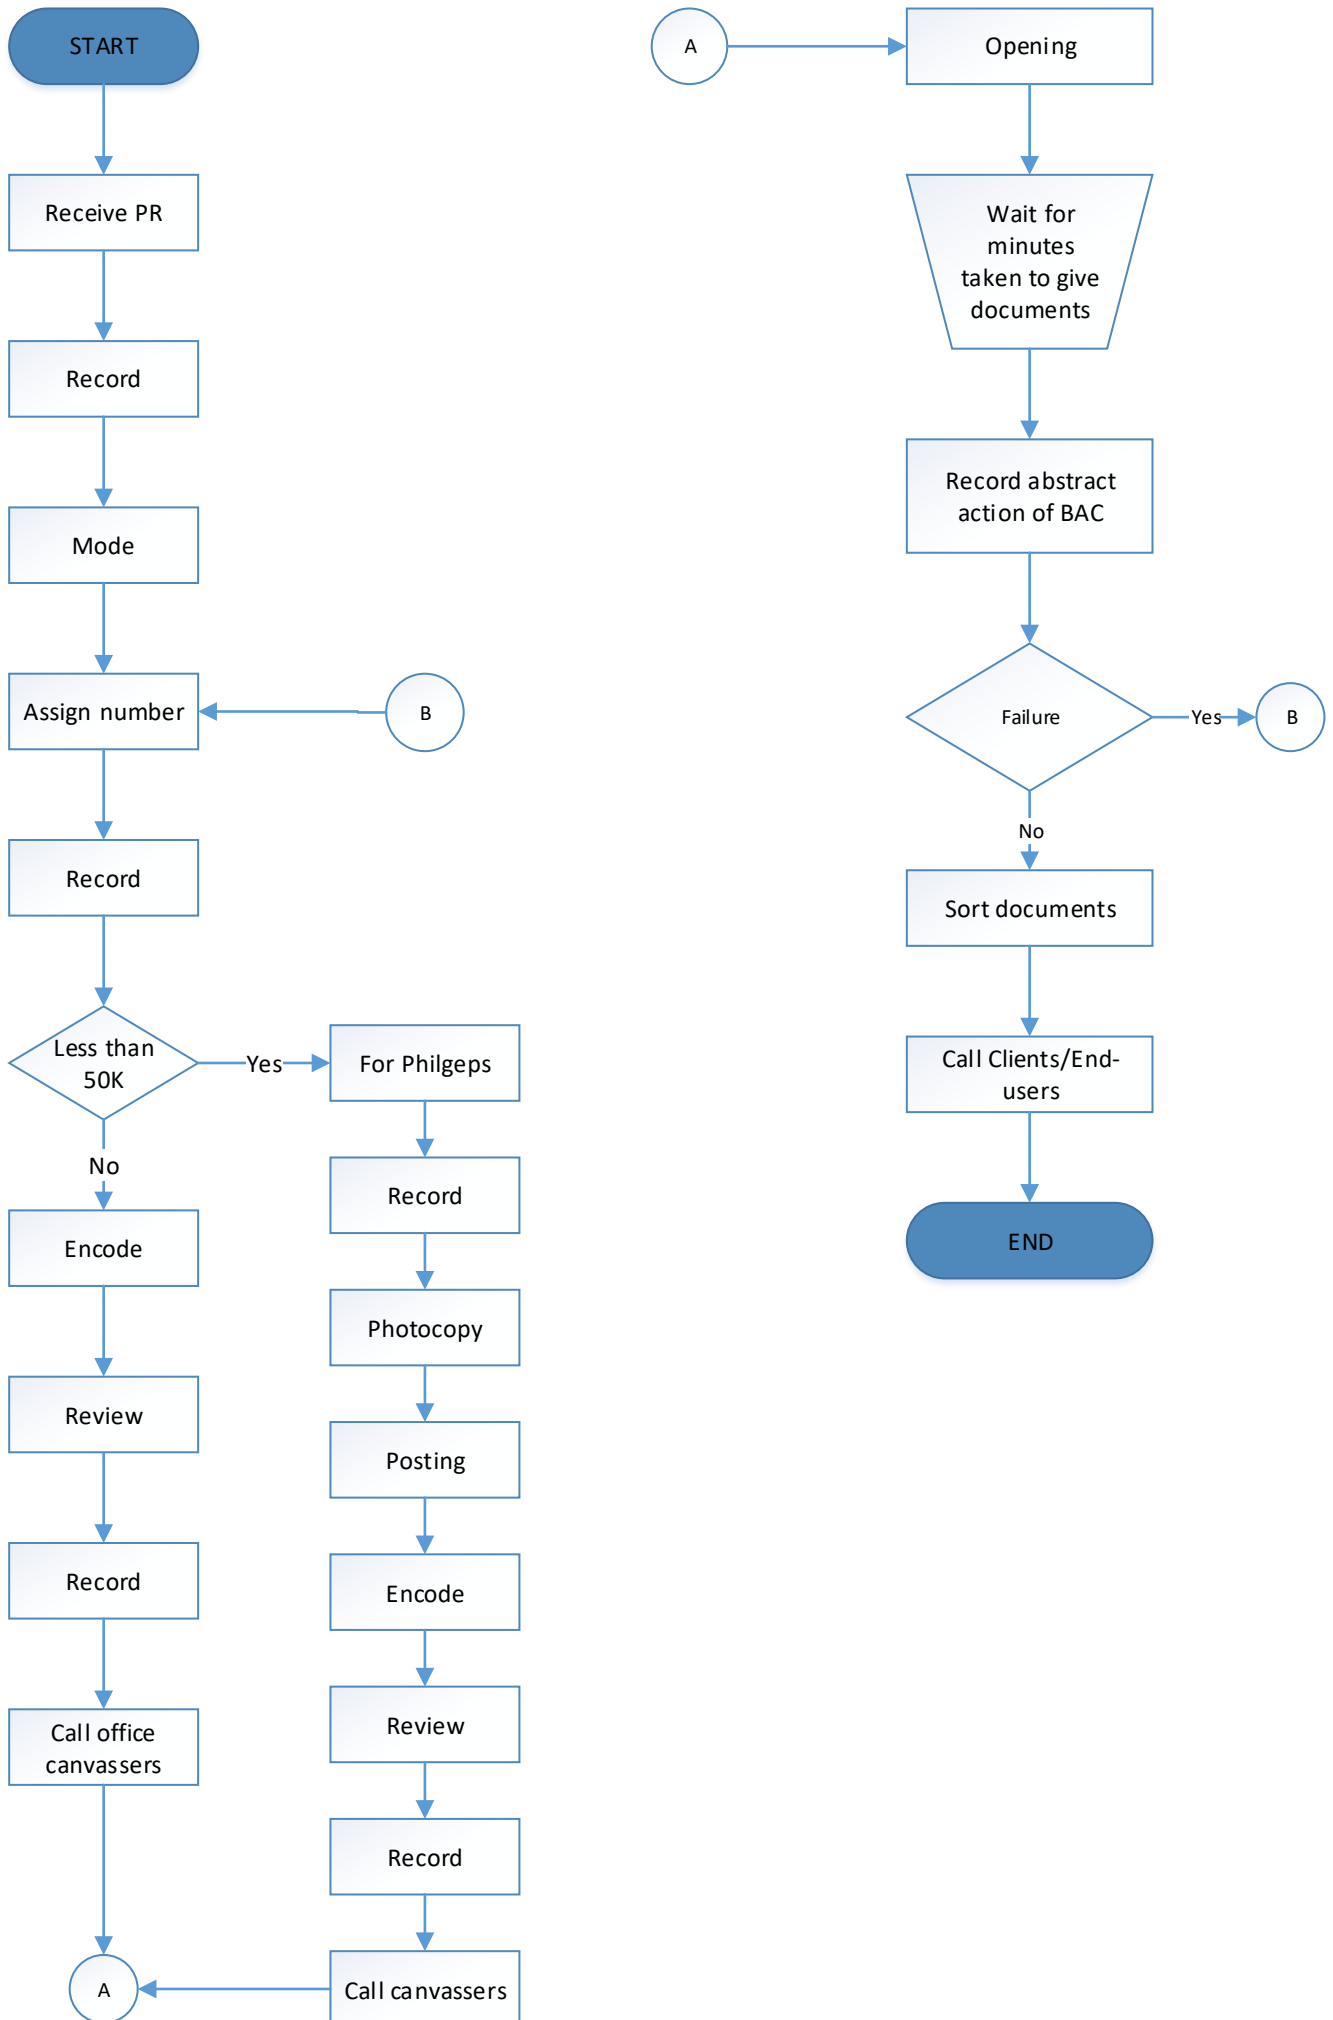 START
Receive PR
Record
Mode
Assign number
B
Record
Less than
50K
Yes
No
For Philgeps
Record
Photocopy
Posting
Encode
Review
Record
Call canvassers
Encode
Review
Record
Call office
canvassers
A
A
Opening
Wait for
minutes
taken to give
documents
Record abstract
action of BAC
Failure
Yes
B
No
Sort documents
Call Clients/End-
users
END